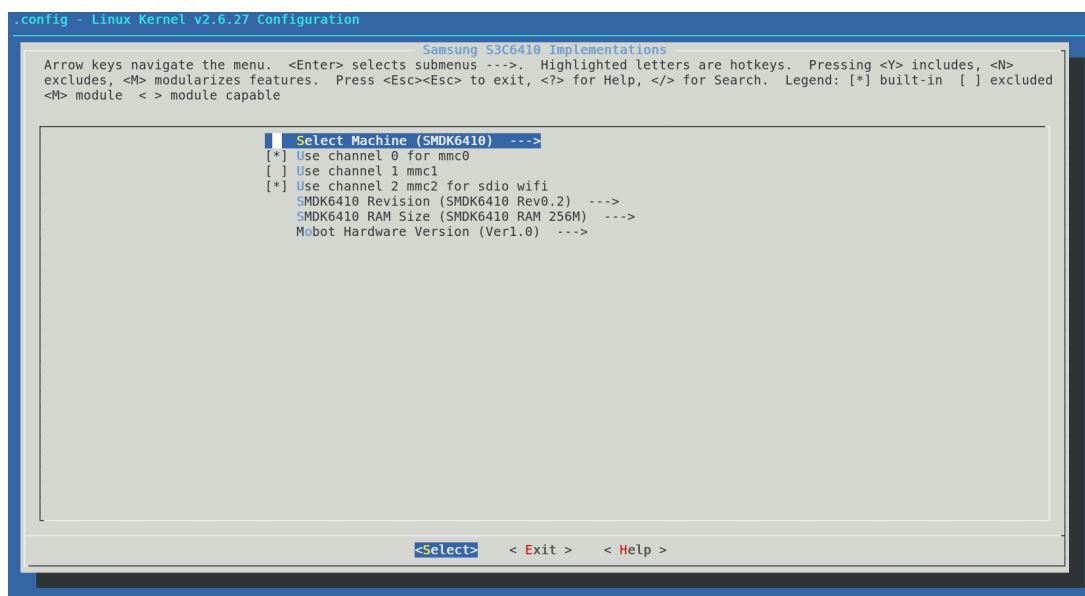 .config - Linux Kernel v2.6.27 Configuration
Samsung S3C6410 Implementations
Arrow keys navigate the menu.  <Enter> selects submenus --->.  Highlighted letters are hotkeys.  Pressing <Y> includes, <N>
excludes, <M> modularizes features.  Press <Esc><Esc> to exit, <?> for Help, </> for Search.  Legend: [*] built-in  [ ] excluded
<M> module  < > module capable
Select Machine (SMDK6410)  --->
[*] Use channel 0 for mmc0
[ ] Use channel 1 mmc1
[*] Use channel 2 mmc2 for sdio wifi
SMDK6410 Revision (SMDK6410 Rev0.2)  --->
SMDK6410 RAM Size (SMDK6410 RAM 256M)  --->
Mobot Hardware Version (Ver1.0)  --->
<Select>    < Exit >    < Help >